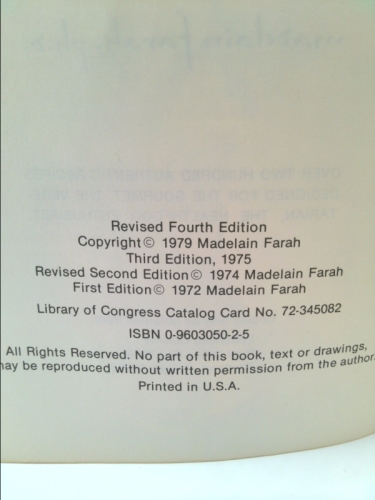 Revised Fourth Edition
Copyright© 1979 Madelain Farah
Third Edition, 1975
Revised Second Edition© 1974 Madelain Farah
First Edition© 1972 Madelain Farah
Library of Congress Catalog Card No. 72-345082
ISBN 0-9603050-2-5
All Rights Reserved. No part of this book, text or drawings,
may be reproduced without written permission from the author.
Printed in U.S.A.